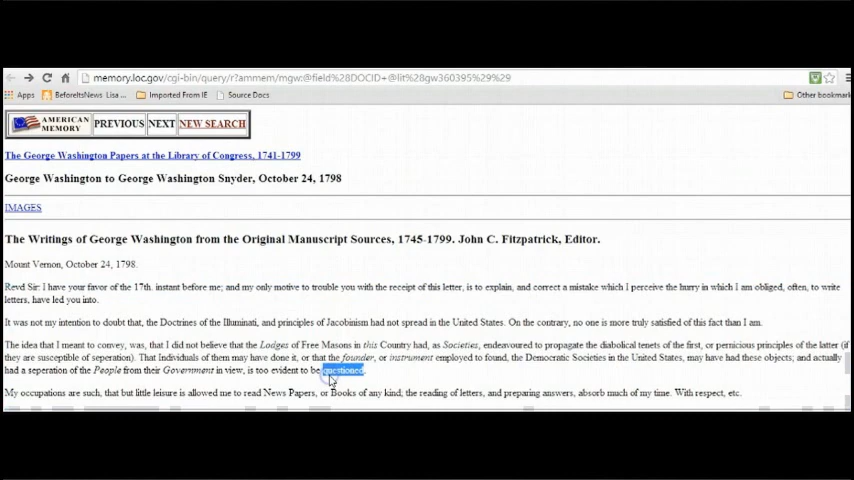 memory.loc.gov/cgi-bin/query/r?ammem/mgw:@field%28DOCID+@lit%28gw360395%29%29
Apps BeforeItsNews Lisa ... Imported From IE Source Docs Other bookmark
AMERICAN MEMORY PREVIOUS NEXT NEW SEARCH
The George Washington Papers at the Library of Congress, 1741-1799
George Washington to George Washington Snyder, October 24, 1798
IMAGES
The Writings of George Washington from the Original Manuscript Sources, 1745-1799. John C. Fitzpatrick, Editor.
Mount Vernon, October 24, 1798.
Revd Sir: I have your favor of the 17th. instant before me; and my only motive to trouble you with the receipt of this letter, is to explain, and correct a mistake which I perceive the hurry in which I am obliged, often, to write
letters, have led you into.
It was not my intention to doubt that, the Doctrines of the Illuminati, and principles of Jacobinism had not spread in the United States. On the contrary, no one is more truly satisfied of this fact than I am.
The idea that I meant to convey, was, that I did not believe that the Lodges of Free Masons in this Country had, as Societies, endeavoured to propagate the diabolical tenets of the first, or pernicious principles of the latter (if
they are susceptible of seperation). That Individuals of them may have done it, or that the founder, or instrument employed to found, the Democratic Societies in the United States, may have had these objects; and actually
had a seperation of the People from their Government in view, is too evident to be questioned.
My occupations are such, that but little leisure is allowed me to read News Papers, or Books of any kind; the reading of letters, and preparing answers, absorb much of my time. With respect, etc.